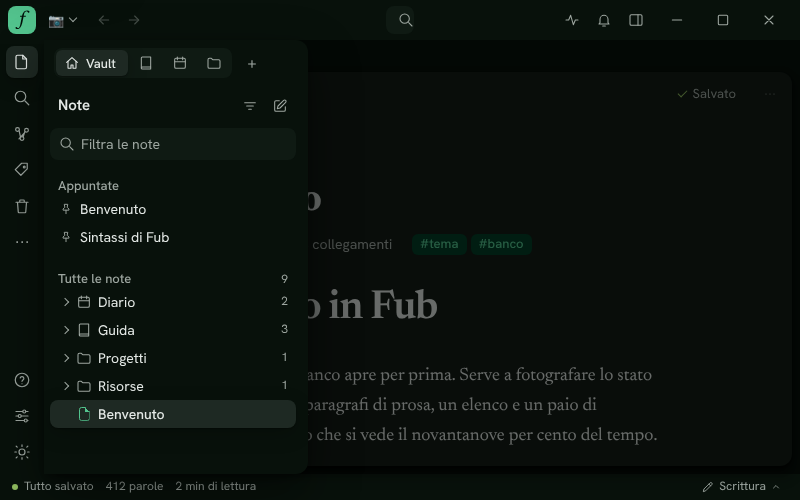 f
Vault
Note
Salvato
Filtra le note
Appuntate
Benvenuto
Sintassi di Fub
collegamenti #tema #banco
Tutte le note 9
Diario 2
o in Fub
Guida 3
Progetti 1
anco apre per prima. Serve a fotografare lo stato
Risorse 1
paragrafi di prosa, un elenco e un paio di
Benvenuto
che si vede il novantanove per cento del tempo.
Tutto salvato 412 parole 2 min di lettura Scrittura